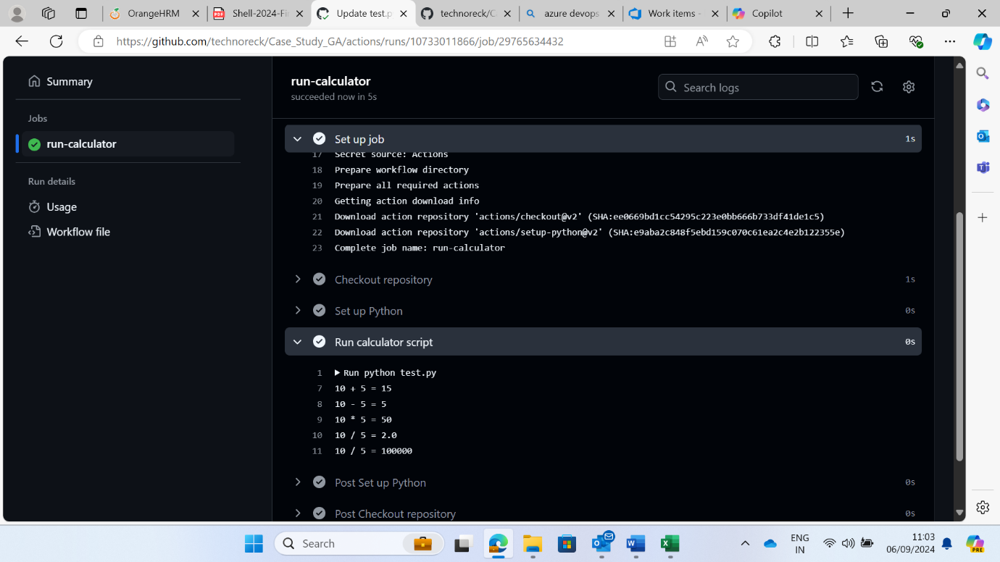 OrangeHRM
Shell-2024-Fi
Update test.p
technoreck/C
azure devops
Work items -
Copilot
https://github.com/technoreck/Case_Study_GA/actions/runs/10733011866/job/29765634432
Summary
Jobs
run-calculator
Run details
Usage
Workflow file
run-calculator
succeeded now in 5s
Search logs
Set up job 1s
17 Secret source: Actions
18 Prepare workflow directory
19 Prepare all required actions
20 Getting action download info
21 Download action repository 'actions/checkout@v2' (SHA:ee0669bd1cc54295c223e0bb666b733df41de1c5)
22 Download action repository 'actions/setup-python@v2' (SHA:e9aba2c848f5ebd159c070c61ea2c4e2b122355e)
23 Complete job name: run-calculator
Checkout repository 1s
Set up Python 0s
Run calculator script 0s
1 Run python test.py
7 10 + 5 = 15
8 10 - 5 = 5
9 10 * 5 = 50
10 10 / 5 = 2.0
11 10 / 5 = 100000
Post Set up Python 0s
Post Checkout repository 0s
Search
ENG
IN
11:03
06/09/2024
PRE